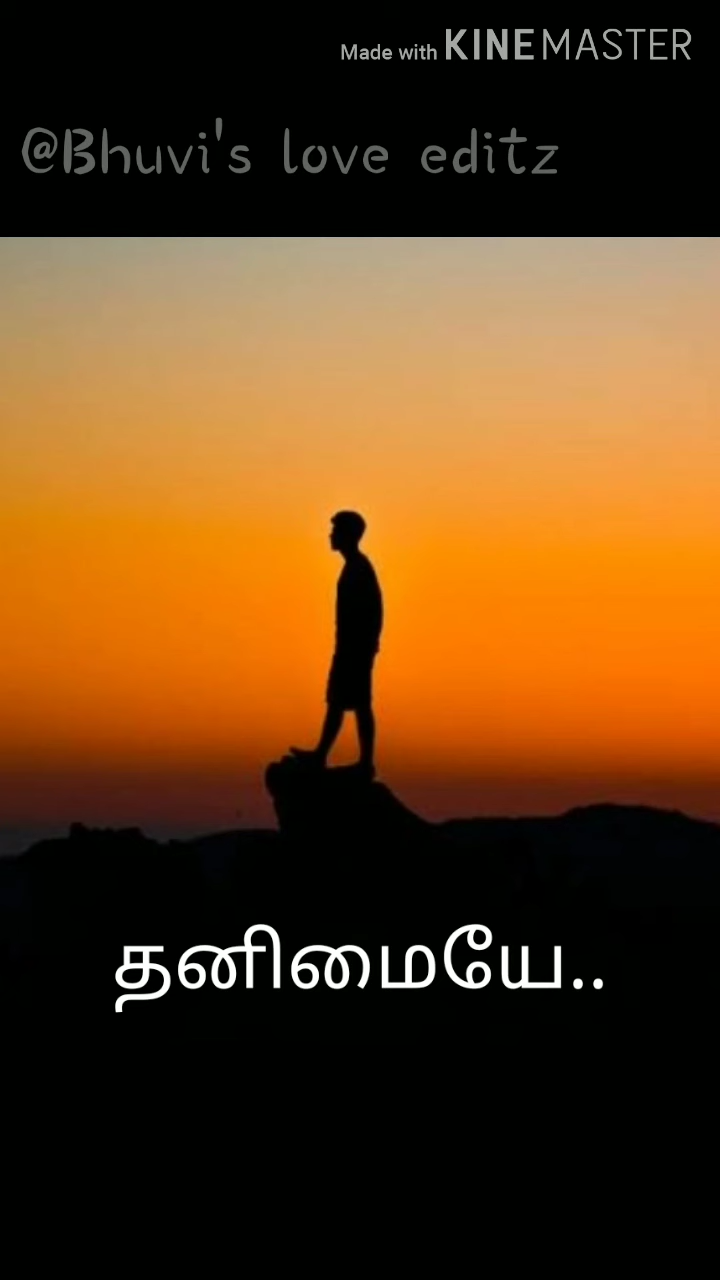 Made with KINEMASTER
@Bhuvi's love editz
தனிமையே..